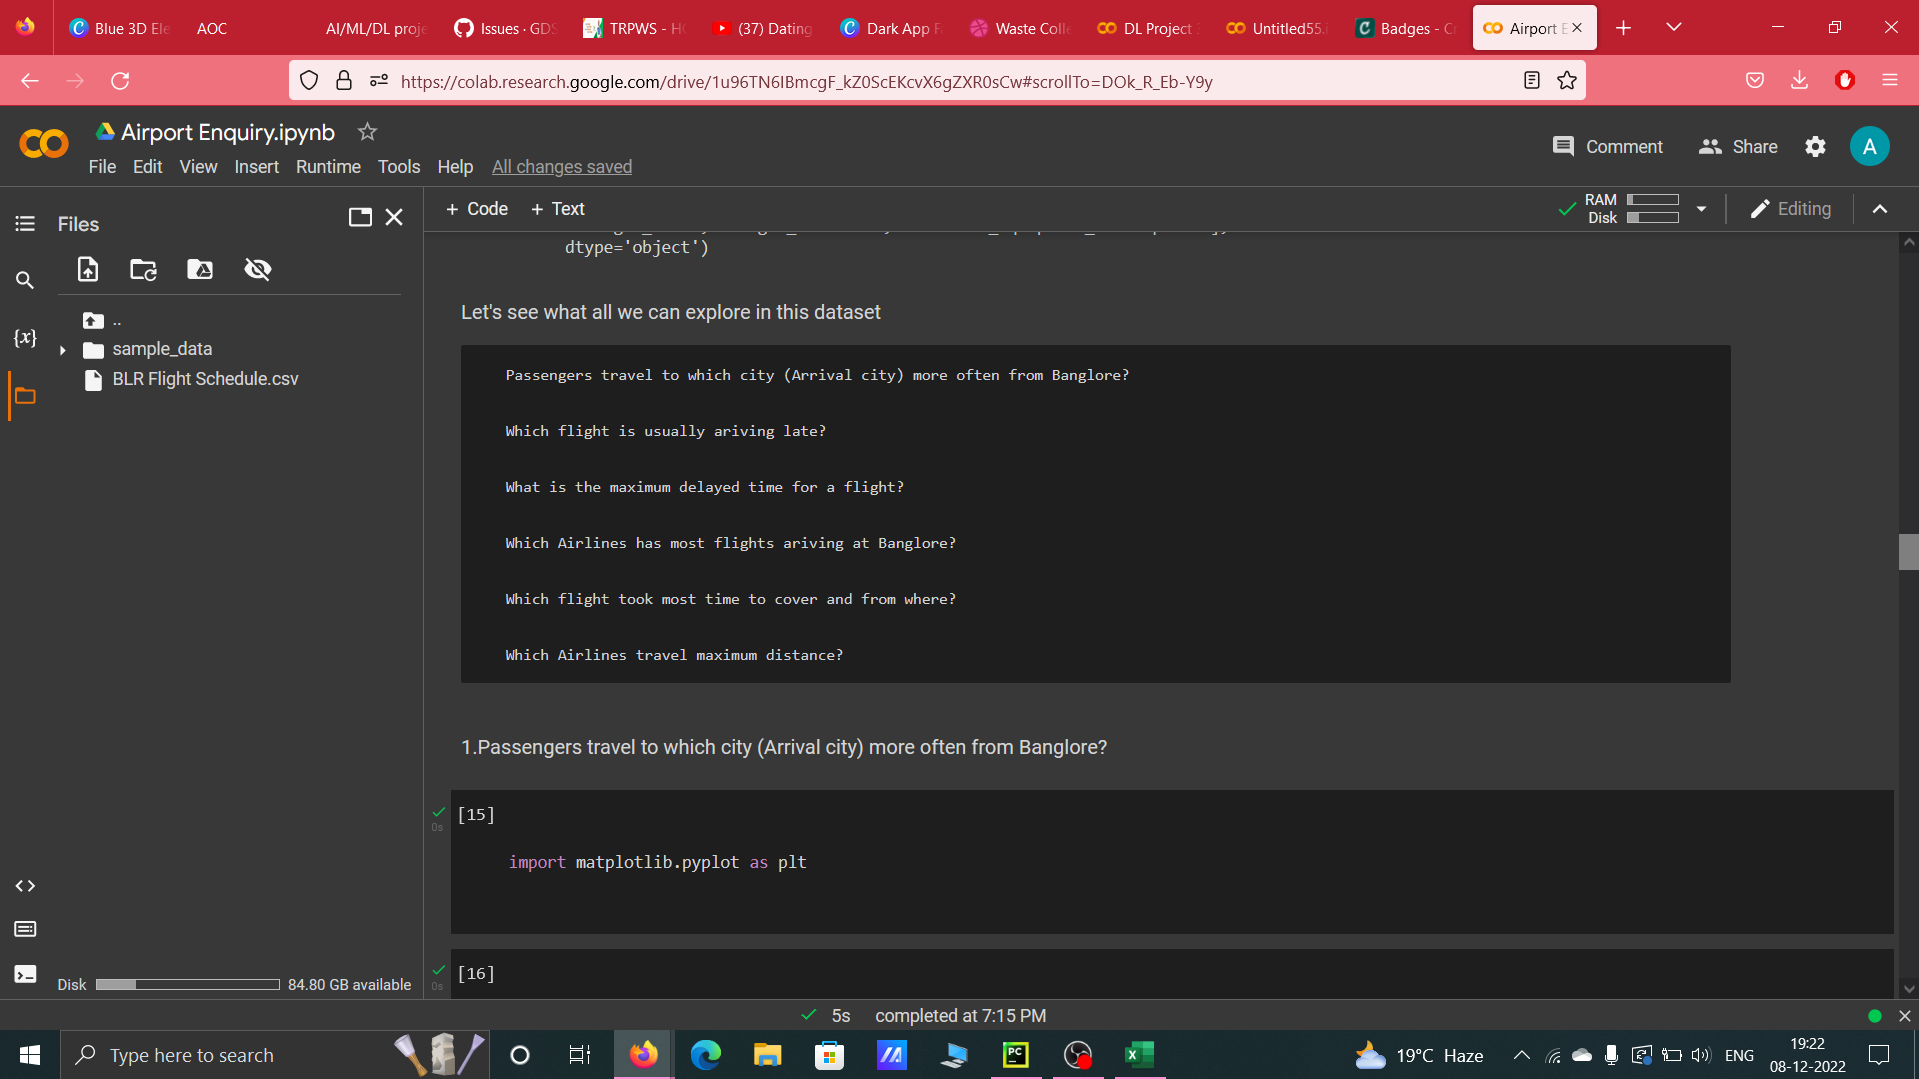 Blue 3D Ele
AOC
AI/ML/DL proje
Issues · GDS
TRPWS - HC
(37) Dating
Dark App F
Waste Colle
DL Project
Untitled55.i
Badges - C
Airport E
https://colab.research.google.com/drive/1u96TN6IBmcgF_kZ0ScEKcvX6gZXR0sCw#scrollTo=DOk_R_Eb-Y9y
Airport Enquiry.ipynb
File Edit View Insert Runtime Tools Help All changes saved
Comment
Share
A
Files
+ Code + Text
RAM
Disk
Editing
..
sample_data
BLR Flight Schedule.csv
{x}
dtype='object')
Let's see what all we can explore in this dataset
Passengers travel to which city (Arrival city) more often from Banglore?
Which flight is usually ariving late?
What is the maximum delayed time for a flight?
Which Airlines has most flights ariving at Banglore?
Which flight took most time to cover and from where?
Which Airlines travel maximum distance?
1.Passengers travel to which city (Arrival city) more often from Banglore?
[15]
0s
import matplotlib.pyplot as plt
[16]
0s
Disk 84.80 GB available
5s completed at 7:15 PM
Type here to search
PC
19°C Haze
ENG
19:22
08-12-2022